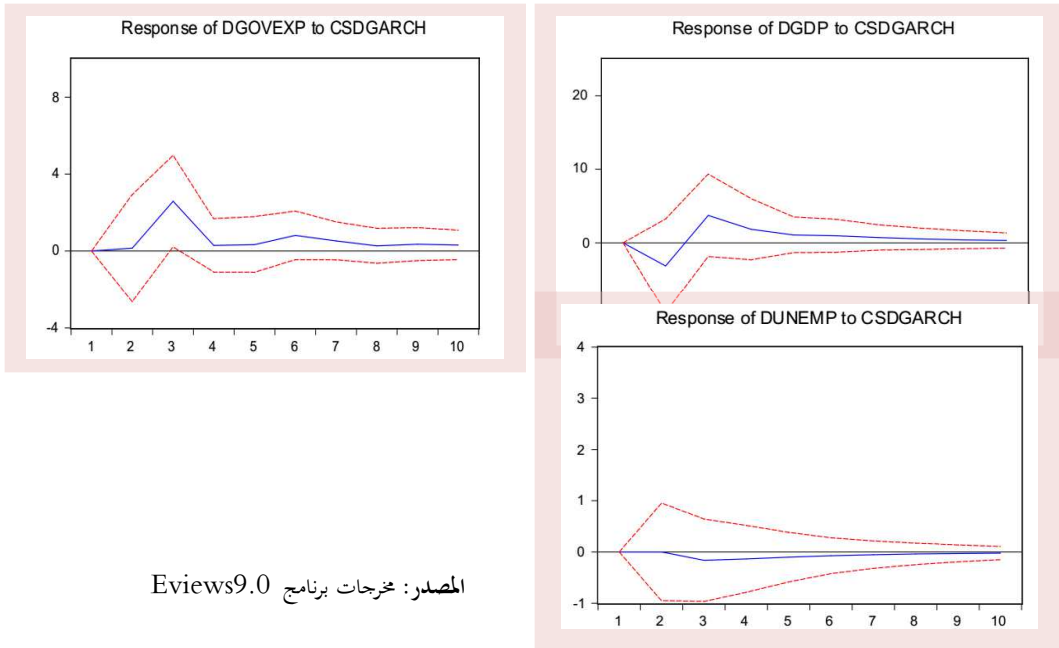 Response of DGOVEXP to CSDGARCH
8
4
0
-4
1 2 3 4 5 6 7 8 9 10
Response of DGDP to CSDGARCH
20
10
0
Response of DUNEMP to CSDGARCH
4
3
2
1
0
-1
1 2 3 4 5 6 7 8 9 10
المصدر: مخرجات برنامج Eviews9.0